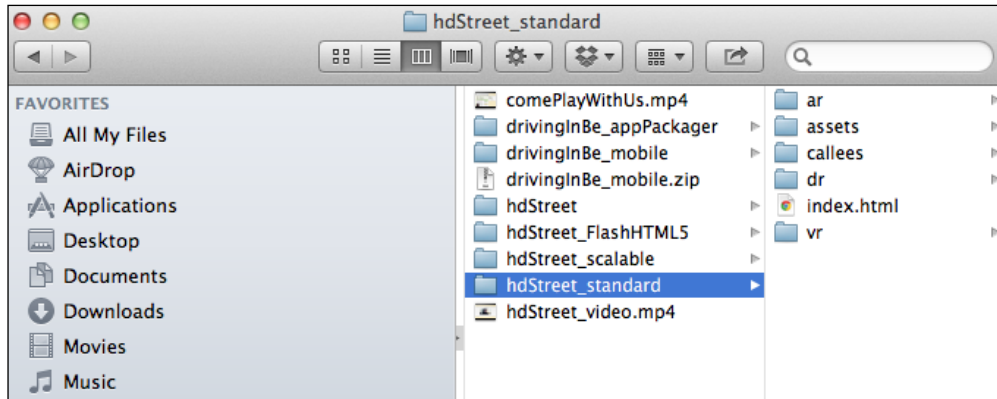 hdStreet_standard
FAVORITES
All My Files
AirDrop
Applications
Desktop
Documents
Downloads
Movies
Music
comePlayWithUs.mp4
drivingInBe_appPackager
drivingInBe_mobile
drivingInBe_mobile.zip
hdStreet
hdStreet_FlashHTML5
hdStreet_scalable
hdStreet_standard
hdStreet_video.mp4
ar
assets
callees
dr
index.html
vr